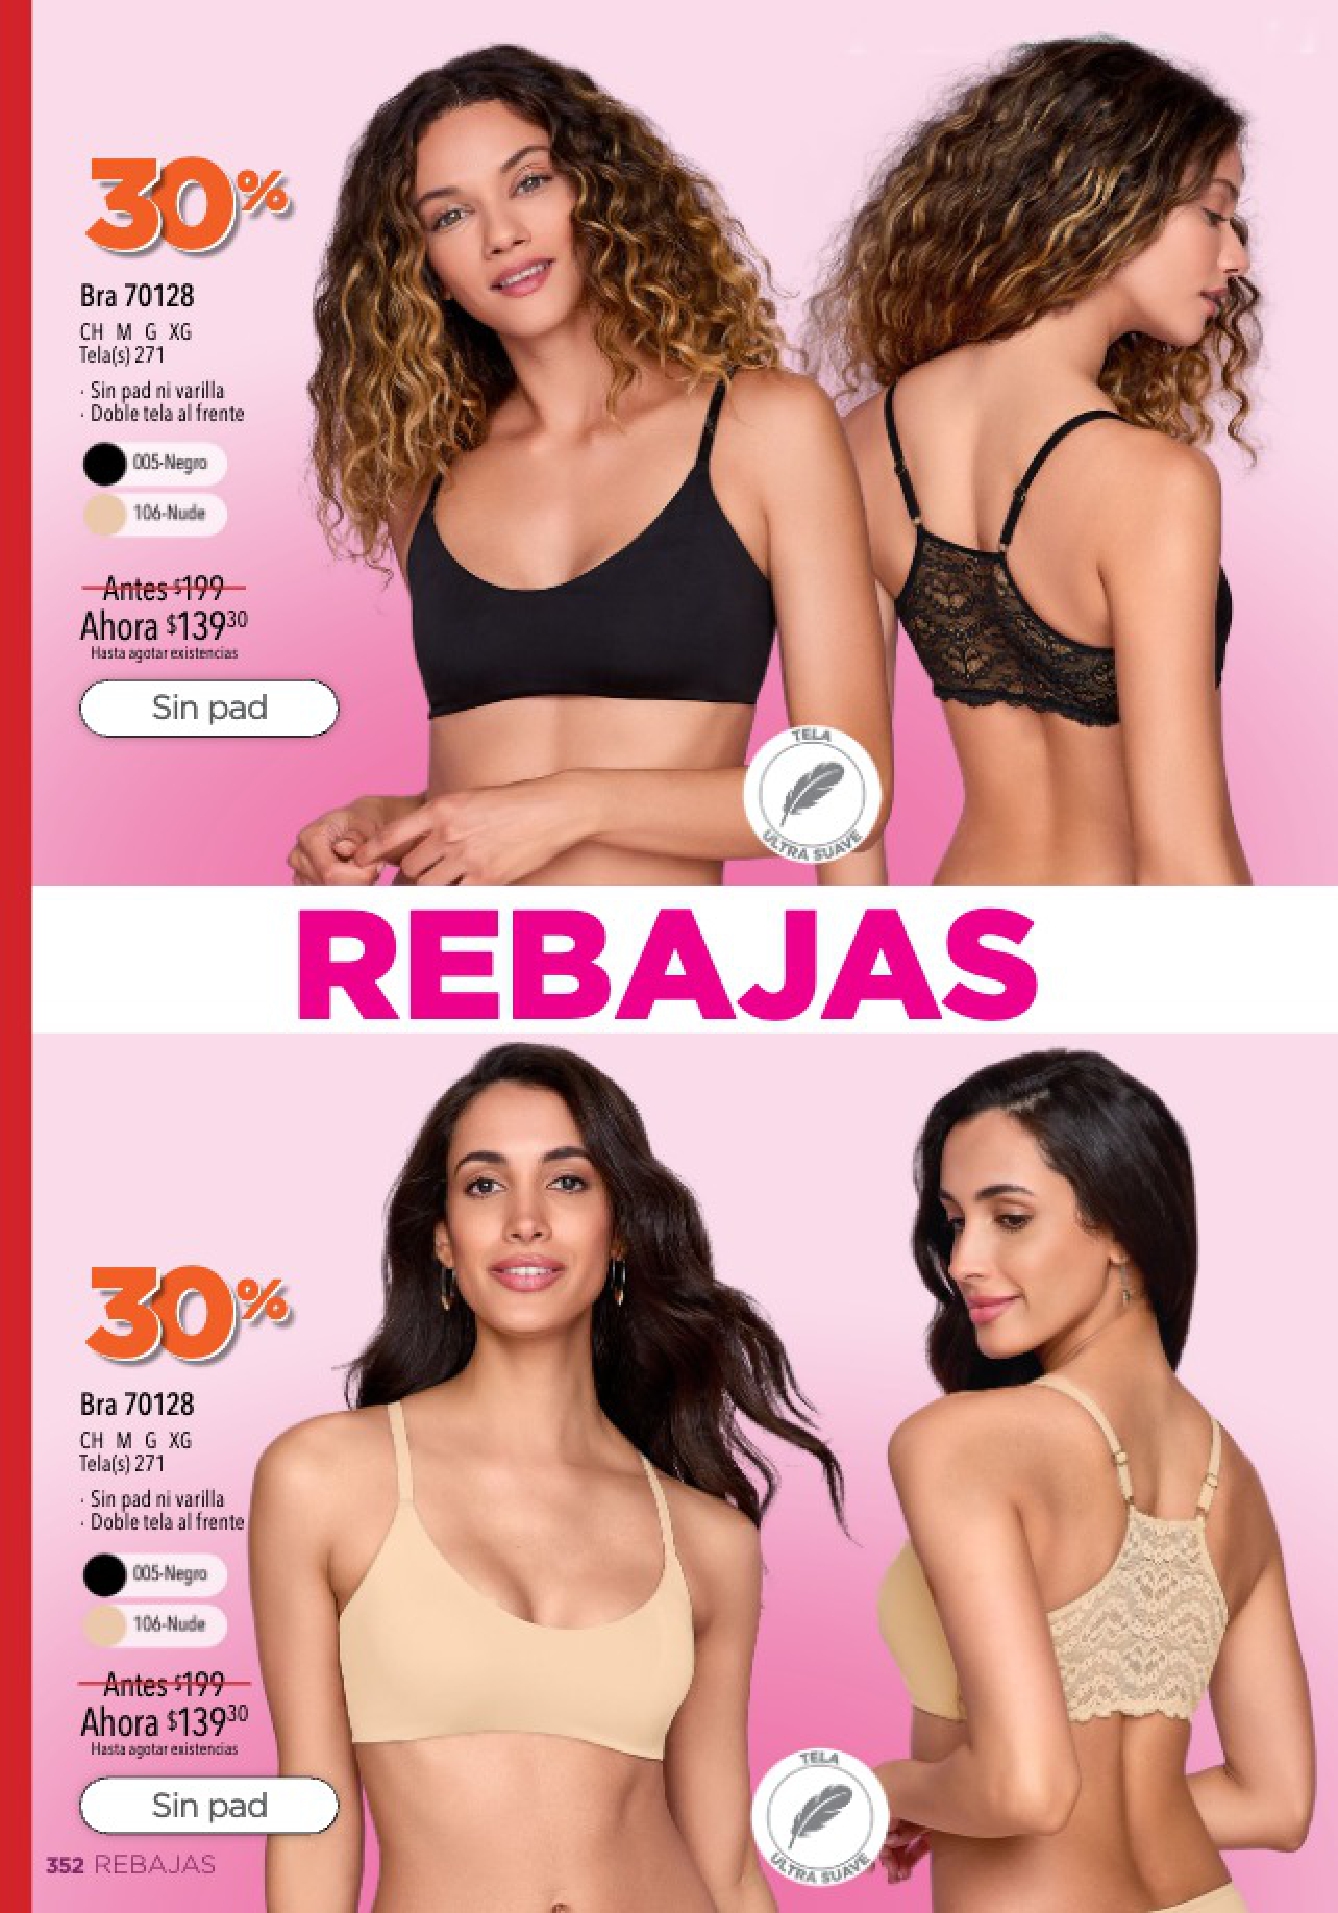 30%
Bra 70128
CH M G XG
Tela(s) 271
· Sin pad ni varilla
· Doble tela al frente
005-Negro
106-Nude
Antes $199
Ahora $13930
Hasta agotar existencias
Sin pad
TELA
ULTRA SUAVE
REBAJAS
30%
Bra 70128
CH M G XG
Tela(s) 271
· Sin pad ni varilla
· Doble tela al frente
005-Negro
106-Nude
Antes $199
Ahora $13930
Hasta agotar existencias
Sin pad
TELA
ULTRA SUAVE
352 REBAJAS